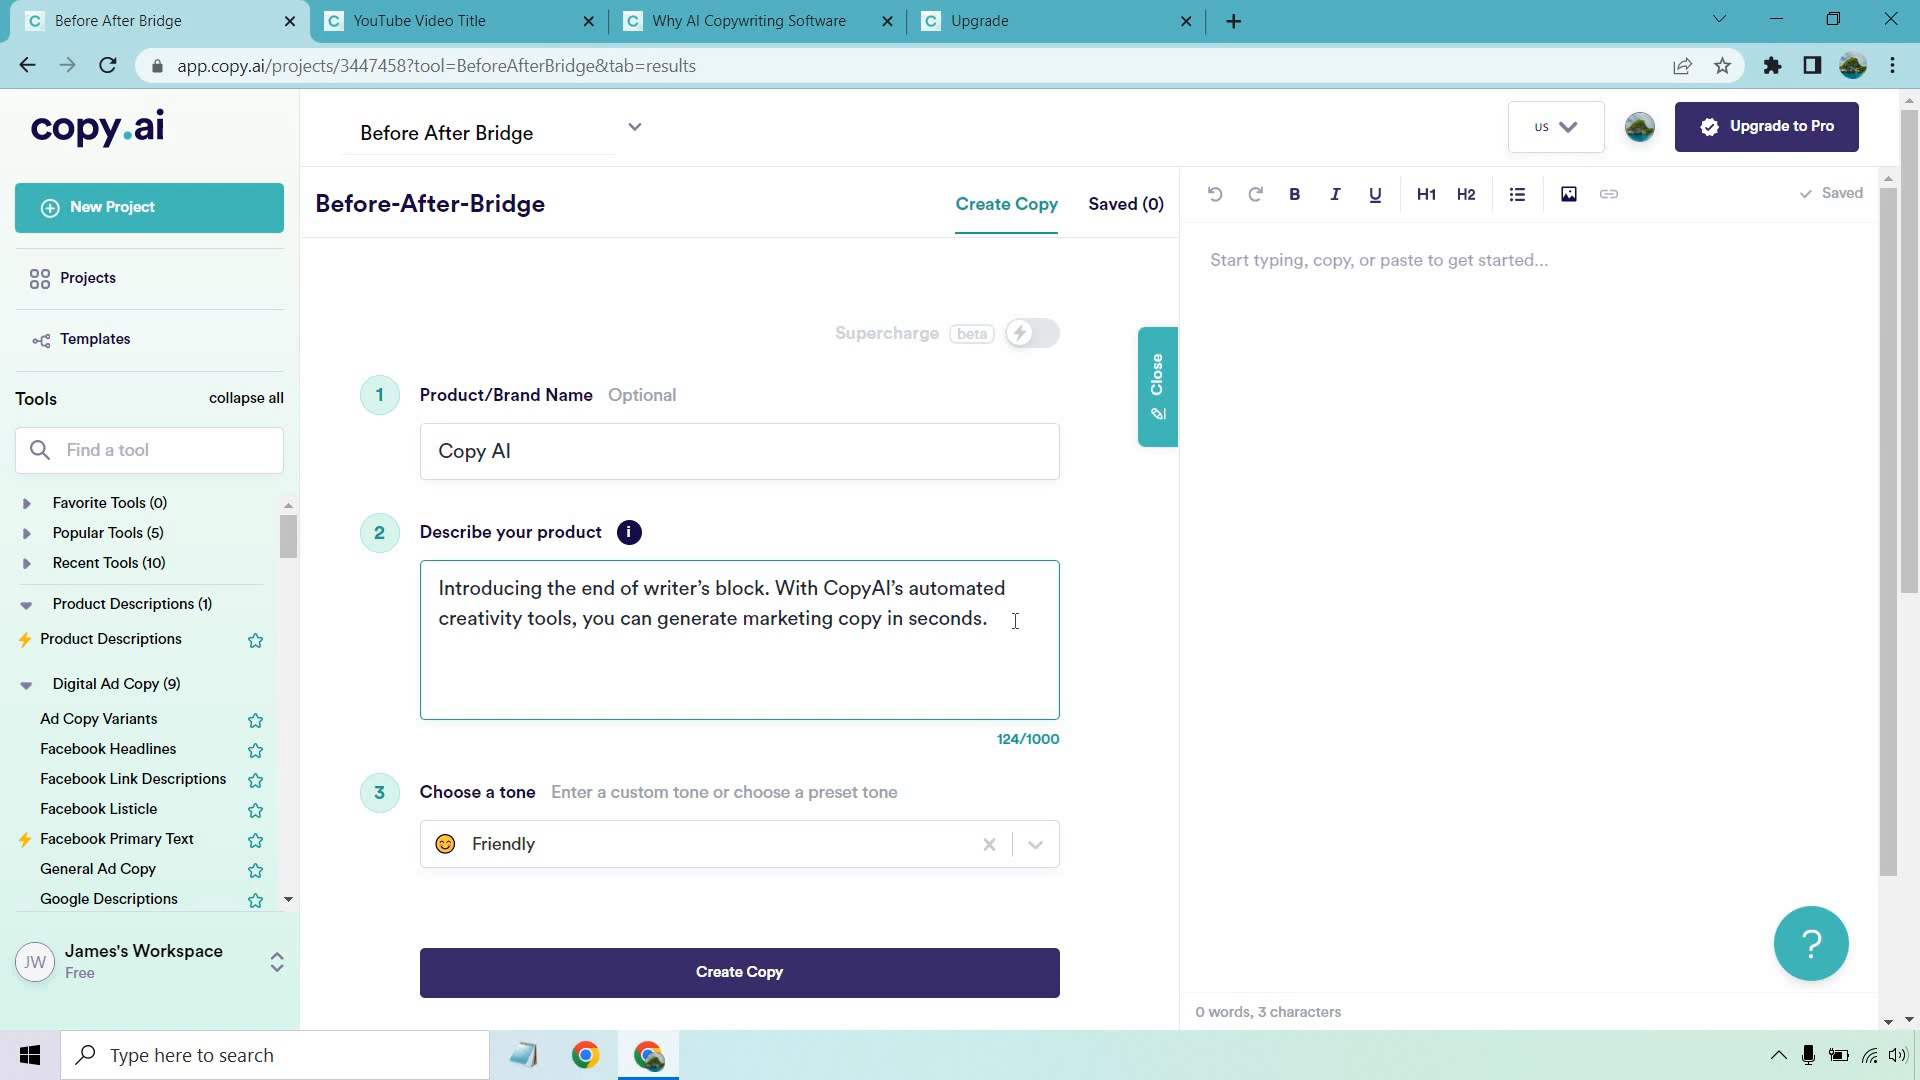 Before After Bridge
YouTube Video Title
Why AI Copywriting Software
Upgrade
app.copy.ai/projects/3447458?tool=BeforeAfterBridge&tab=results
copy.ai
Before After Bridge
US
Upgrade to Pro
New Project
Projects
Templates
Tools
collapse all
Find a tool
Favorite Tools (0)
Popular Tools (5)
Recent Tools (10)
Product Descriptions (1)
Product Descriptions
Digital Ad Copy (9)
Ad Copy Variants
Facebook Headlines
Facebook Link Descriptions
Facebook Listicle
Facebook Primary Text
General Ad Copy
Google Descriptions
JW
James's Workspace
Free
Before-After-Bridge
Create Copy
Saved (0)
Supercharge beta
1 Product/Brand Name Optional
Copy AI
2 Describe your product i
Introducing the end of writer’s block. With CopyAI’s automated
creativity tools, you can generate marketing copy in seconds.
124/1000
3 Choose a tone Enter a custom tone or choose a preset tone
Friendly
Create Copy
Close
B I U H1 H2
Saved
Start typing, copy, or paste to get started...
?
0 words, 3 characters
Type here to search